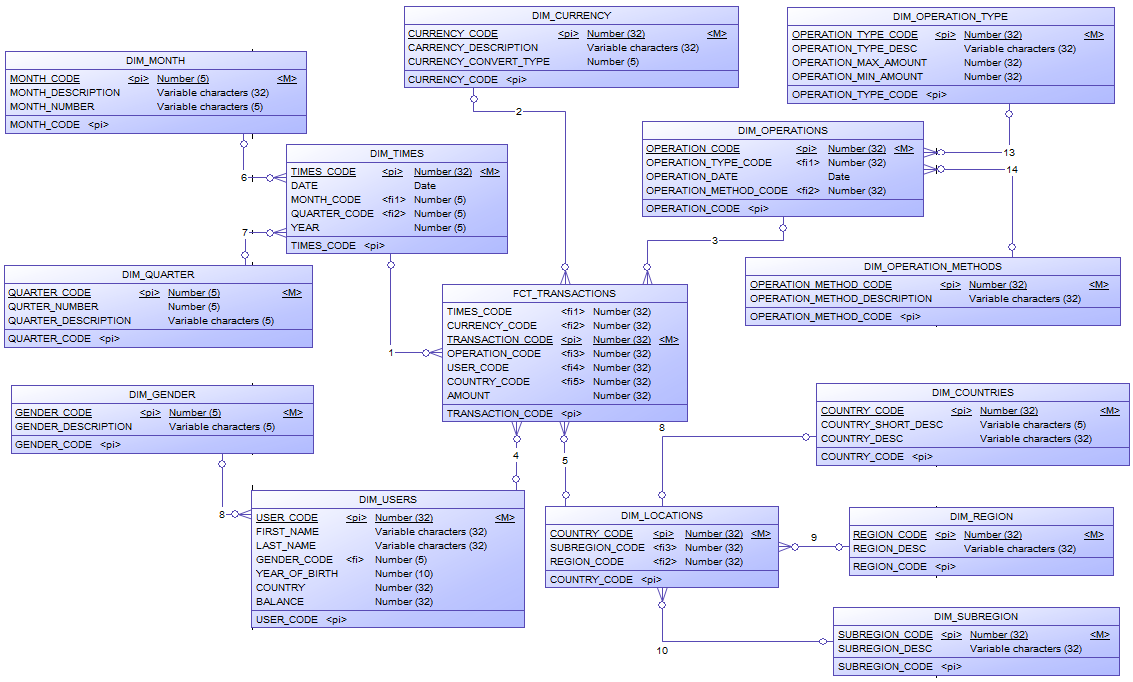 DIM_CURRENCY
CURRENCY_CODE <pi> Number (32) <M>
CARRENCY_DESCRIPTION Variable characters (32)
CURRENCY_CONVERT_TYPE Number (5)
CURRENCY_CODE <pi>
DIM_OPERATION_TYPE
OPERATION_TYPE_CODE <pi> Number (32) <M>
OPERATION_TYPE_DESC Variable characters (32)
OPERATION_MAX_AMOUNT Number (32)
OPERATION_MIN_AMOUNT Number (32)
OPERATION_TYPE_CODE <pi>
DIM_MONTH
MONTH_CODE <pi> Number (5) <M>
MONTH_DESCRIPTION Variable characters (32)
MONTH_NUMBER Variable characters (5)
MONTH_CODE <pi>
2
DIM_OPERATIONS
OPERATION_CODE <pi> Number (32) <M>
OPERATION_TYPE_CODE <fi1> Number (32)
OPERATION_DATE Date
OPERATION_METHOD_CODE <fi2> Number (32)
OPERATION_CODE <pi>
13
14
DIM_TIMES
TIMES_CODE <pi> Number (32) <M>
DATE Date
MONTH_CODE <fi1> Number (5)
QUARTER_CODE <fi2> Number (5)
YEAR Number (5)
TIMES_CODE <pi>
6
7
3
DIM_QUARTER
QUARTER_CODE <pi> Number (5) <M>
QURTER_NUMBER Number (5)
QUARTER_DESCRIPTION Variable characters (5)
QUARTER_CODE <pi>
DIM_OPERATION_METHODS
OPERATION_METHOD_CODE <pi> Number (32) <M>
OPERATION_METHOD_DESCRIPTION Variable characters (32)
OPERATION_METHOD_CODE <pi>
FCT_TRANSACTIONS
TIMES_CODE <fi1> Number (32)
CURRENCY_CODE <fi2> Number (32)
TRANSACTION_CODE <pi> Number (32) <M>
OPERATION_CODE <fi3> Number (32)
USER_CODE <fi4> Number (32)
COUNTRY_CODE <fi5> Number (32)
AMOUNT Number (32)
TRANSACTION_CODE <pi>
1
DIM_GENDER
GENDER_CODE <pi> Number (5) <M>
GENDER_DESCRIPTION Variable characters (5)
GENDER_CODE <pi>
DIM_COUNTRIES
COUNTRY_CODE <pi> Number (32) <M>
COUNTRY_SHORT_DESC Variable characters (5)
COUNTRY_DESC Variable characters (32)
COUNTRY_CODE <pi>
8
4
5
8
DIM_USERS
USER_CODE <pi> Number (32) <M>
FIRST_NAME Variable characters (32)
LAST_NAME Variable characters (32)
GENDER_CODE <fi> Number (5)
YEAR_OF_BIRTH Number (10)
COUNTRY Number (32)
BALANCE Number (32)
USER_CODE <pi>
DIM_LOCATIONS
COUNTRY_CODE <pi> Number (32) <M>
SUBREGION_CODE <fi3> Number (32)
REGION_CODE <fi2> Number (32)
COUNTRY_CODE <pi>
9
DIM_REGION
REGION_CODE <pi> Number (32) <M>
REGION_DESC Variable characters (32)
REGION_CODE <pi>
10
DIM_SUBREGION
SUBREGION_CODE <pi> Number (32) <M>
SUBREGION_DESC Variable characters (32)
SUBREGION_CODE <pi>